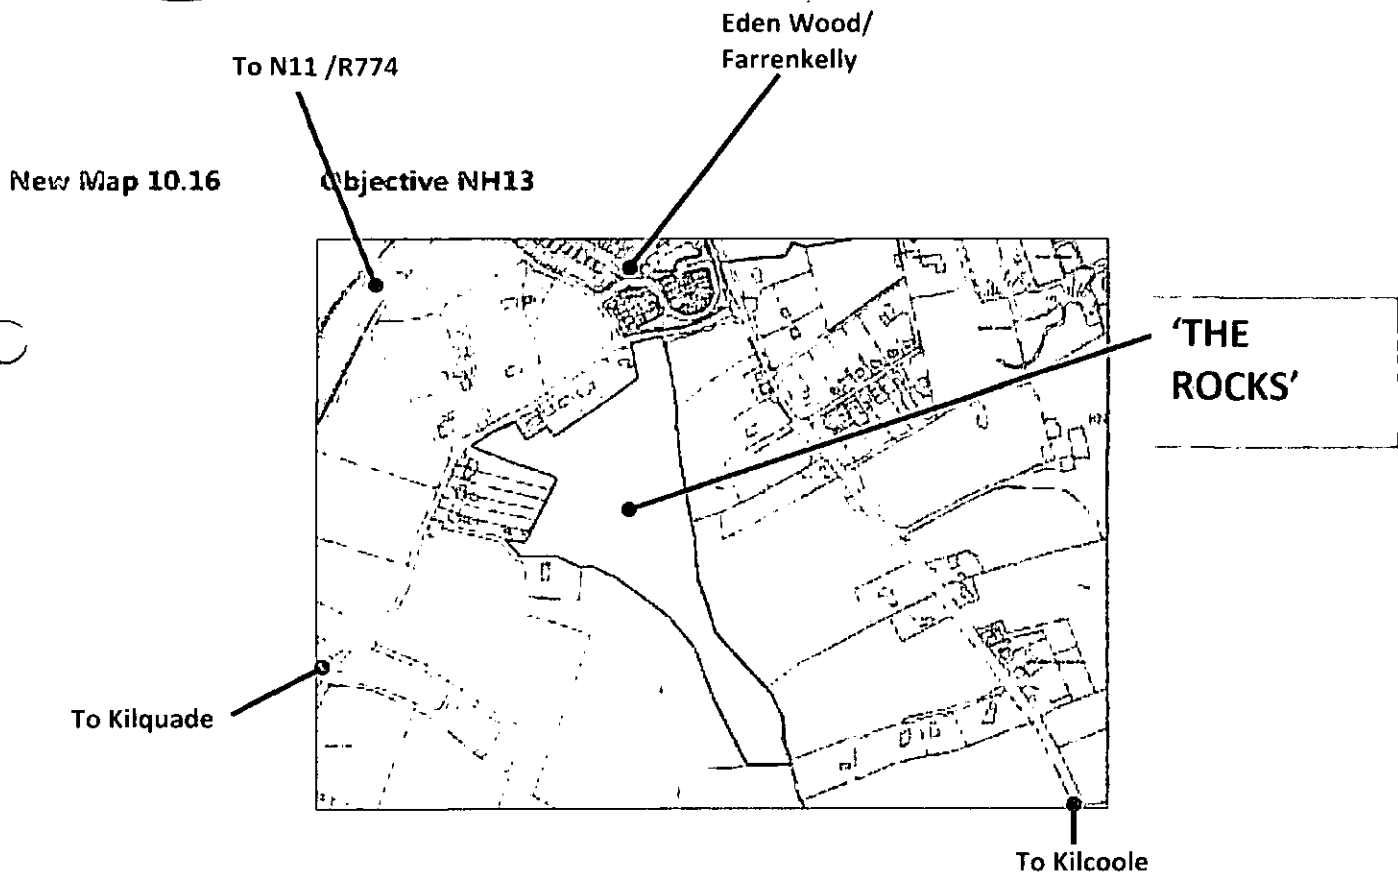 Eden Wood/
Farrenkelly
To N11 /R774
New Map 10.16 Objective NH13
'THE
ROCKS'
To Kilquade
To Kilcoole